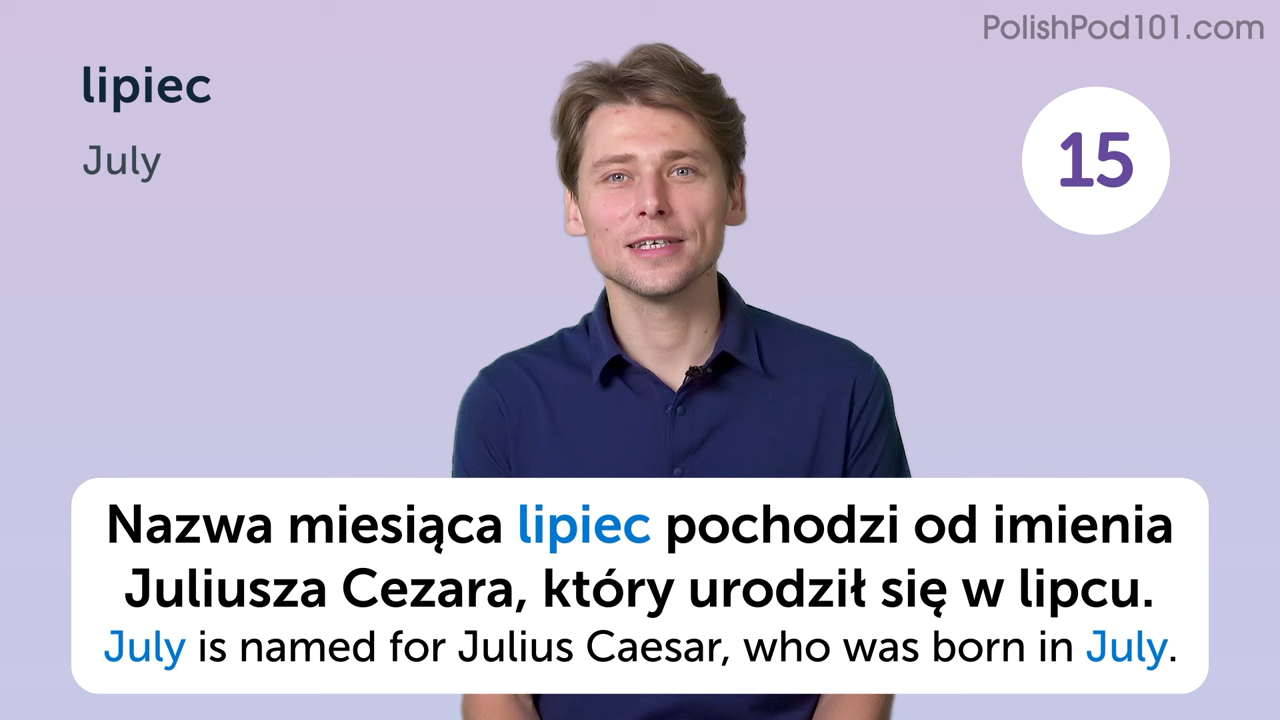 PolishPod101.com
lipiec
July
15
Nazwa miesiąca lipiec pochodzi od imienia
Juliusza Cezara, który urodził się w lipcu.
July is named for Julius Caesar, who was born in July.